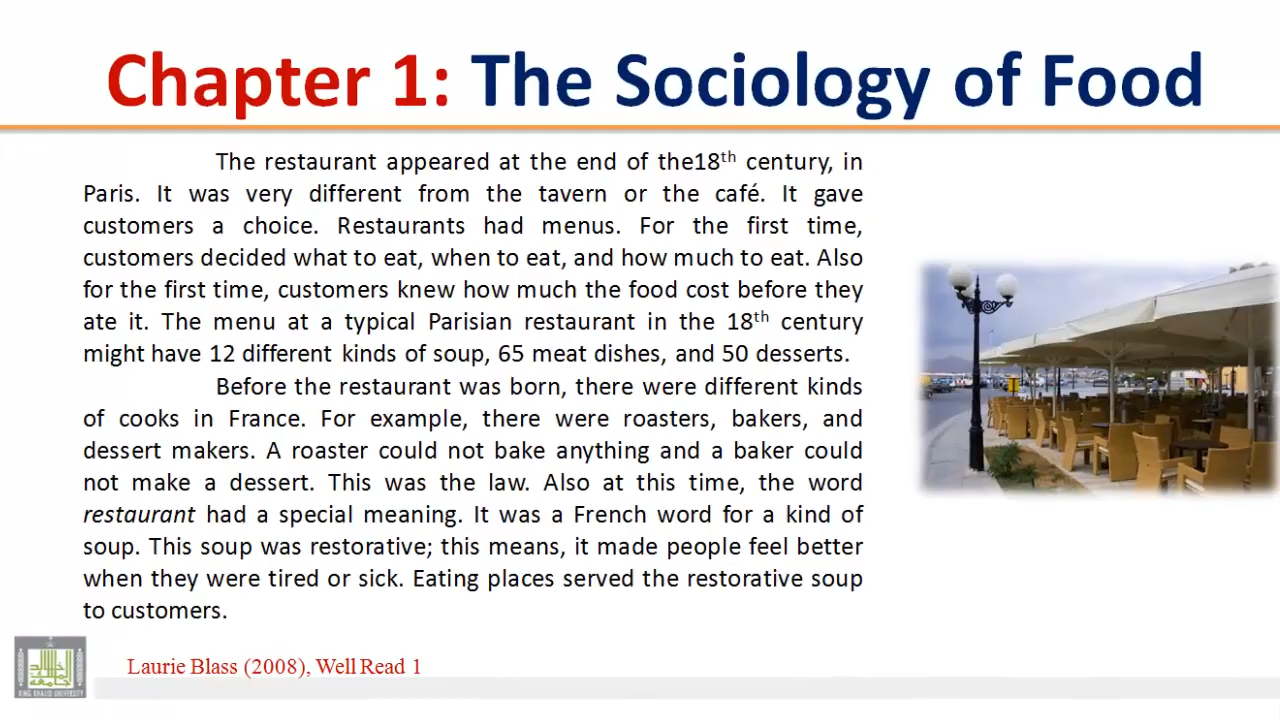 Chapter 1: The Sociology of Food
The restaurant appeared at the end of the18th century, in
Paris. It was very different from the tavern or the café. It gave
customers a choice. Restaurants had menus. For the first time,
customers decided what to eat, when to eat, and how much to eat. Also
for the first time, customers knew how much the food cost before they
ate it. The menu at a typical Parisian restaurant in the 18th century
might have 12 different kinds of soup, 65 meat dishes, and 50 desserts.
Before the restaurant was born, there were different kinds
of cooks in France. For example, there were roasters, bakers, and
dessert makers. A roaster could not bake anything and a baker could
not make a dessert. This was the law. Also at this time, the word
restaurant had a special meaning. It was a French word for a kind of
soup. This soup was restorative; this means, it made people feel better
when they were tired or sick. Eating places served the restorative soup
to customers.
KING KHALID UNIVERSITY
Laurie Blass (2008), Well Read 1